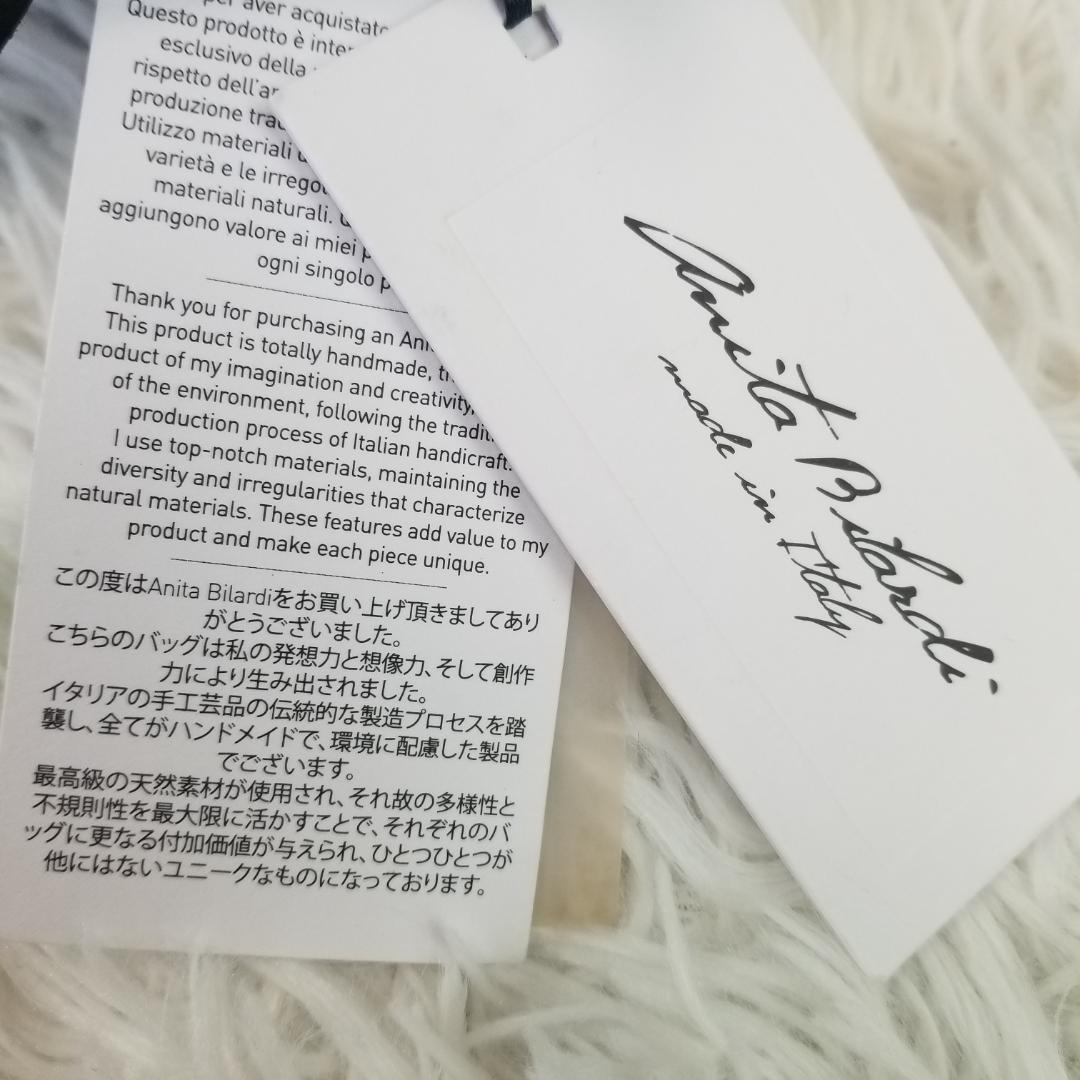 per aver acquistato
Questo prodotto è
esclusivo della
rispetto
produzione
Utilizzo materiali
varietà e le
materiali naturali.
aggiungono valore ai miei
ogni singolo
Thank you for purchasing an
This product is totally handmade,
product of my imagination and creativity,
of the environment, following the
production process of Italian handicraft.
I use top-notch materials, maintaining the
diversity and irregularities that characterize
natural materials. These features add value to my
product and make each piece unique.
この度はAnita Bilardiをお買い上げ頂きましてあり
がとうございました。
こちらのバッグは私の発想力と想像力、そして創作
力により生み出されました。
イタリアの手工芸品の伝統的な製造プロセスを踏
襲し、全てがハンドメイドで、環境に配慮した製品
でございます。
最高級の天然素材が使用され、それ故の多様性と
不規則性を最大限に活かすことで、それぞれのバ
ッグに更なる付加価値が与えられ、ひとつひとつが
他にはないユニークなものになっております。
Anita Bilardi
made in Italy